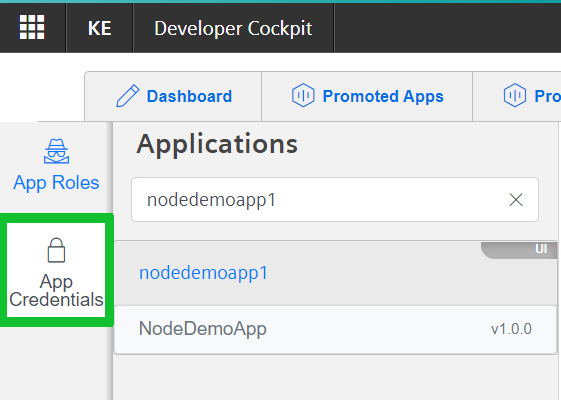 KE
Developer Cockpit
Dashboard
Promoted Apps
Pro
App Roles
App
Credentials
Applications
nodedemoapp1
UI
nodedemoapp1
NodeDemoApp
v1.0.0